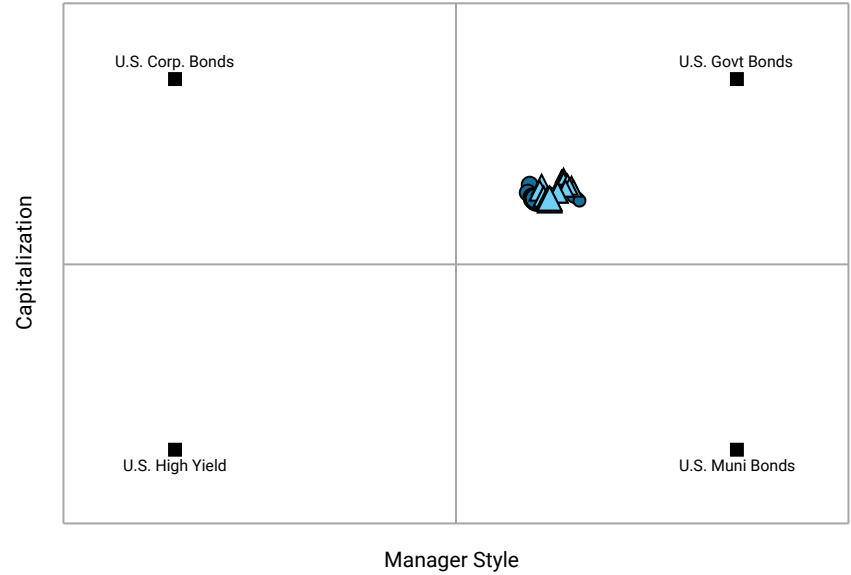 U.S. Corp. Bonds
U.S. Govt Bonds
Capitalization
U.S. High Yield
U.S. Muni Bonds
Manager Style